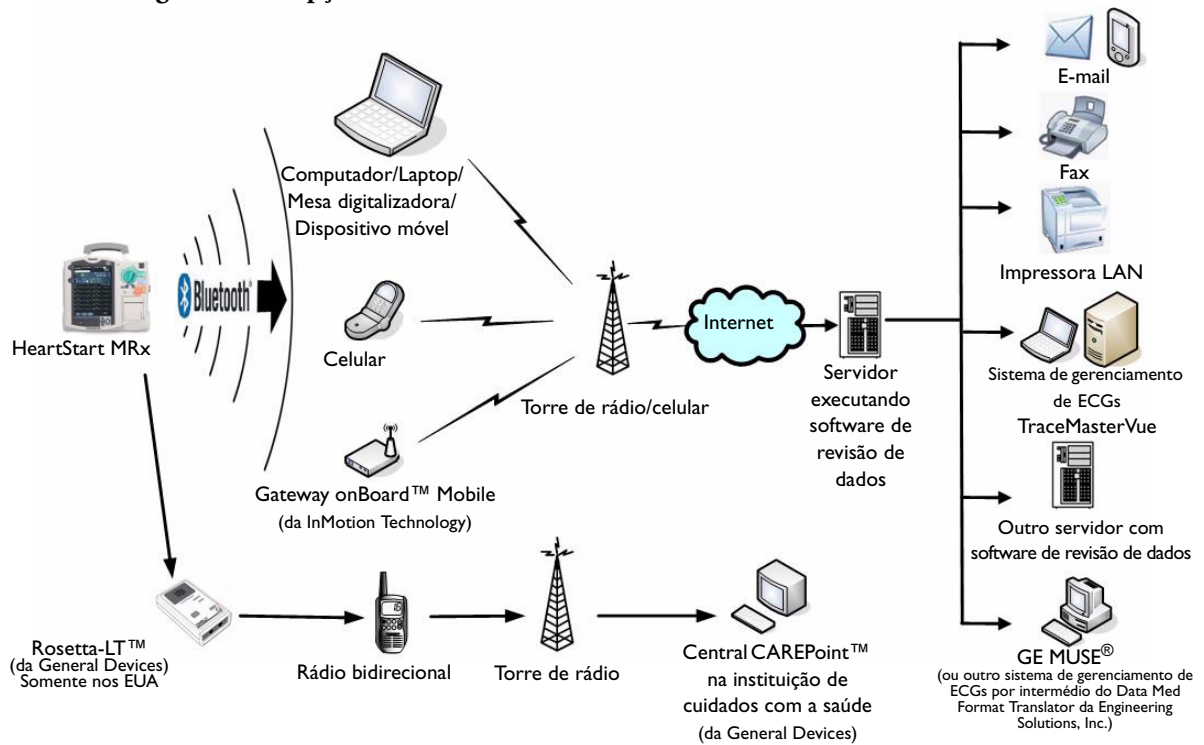 E-mail
Fax
Impressora LAN
Computador/Laptop/
Mesa digitalizadora/
Dispositivo móvel
Bluetooth®
HeartStart MRx
Celular
Torre de rádio/celular
Internet
Servidor
executando
software de
revisão de
dados
Sistema de gerenciamento
de ECGs
TraceMasterVue
Gateway onBoard™ Mobile
(da InMotion Technology)
Outro servidor com
software de revisão de dados
Rosetta-LT™
(da General Devices)
Somente nos EUA
Rádio bidirecional
Torre de rádio
Central CAREPoint™
na instituição de
cuidados com a saúde
(da General Devices)
GE MUSE®
(ou outro sistema de gerenciamento de
ECGs por intermédio do Data Med
Format Translator da Engineering
Solutions, Inc.)